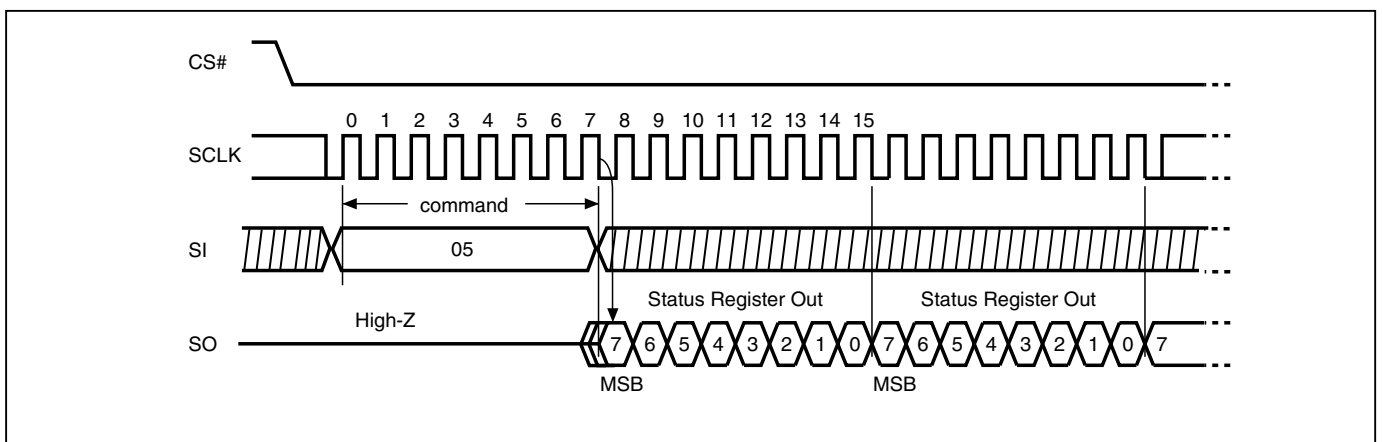 CS#
0 1 2 3 4 5 6 7 8 9 10 11 12 13 14 15
SCLK
command
SI
05
Status Register Out Status Register Out
High-Z
SO
7 6 5 4 3 2 1 0 7 6 5 4 3 2 1 0 7
MSB MSB